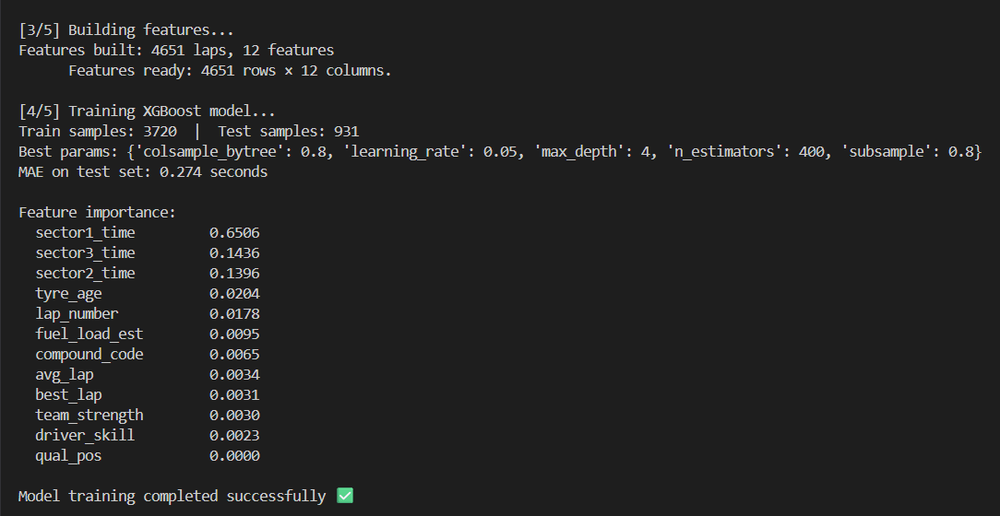 [3/5] Building features...
Features built: 4651 laps, 12 features
Features ready: 4651 rows × 12 columns.
[4/5] Training XGBoost model...
Train samples: 3720 | Test samples: 931
Best params: {'colsample_bytree': 0.8, 'learning_rate': 0.05, 'max_depth': 4, 'n_estimators': 400, 'subsample': 0.8}
MAE on test set: 0.274 seconds
Feature importance:
sector1_time 0.6506
sector3_time 0.1436
sector2_time 0.1396
tyre_age 0.0204
lap_number 0.0178
fuel_load_est 0.0095
compound_code 0.0065
avg_lap 0.0034
best_lap 0.0031
team_strength 0.0030
driver_skill 0.0023
qual_pos 0.0000
Model training completed successfully ✅